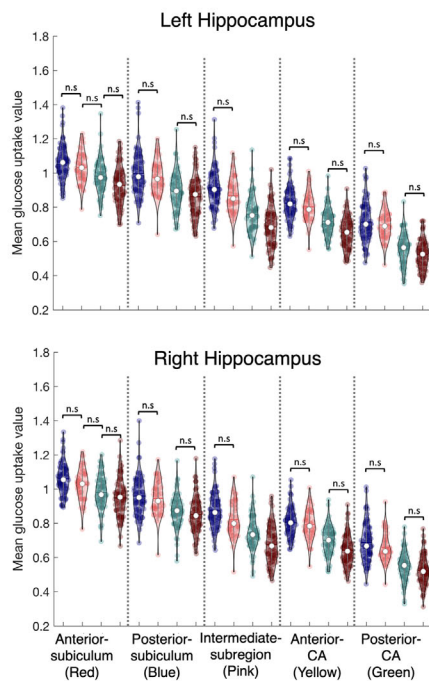 Left Hippocampus
1.8
1.6
1.4
1.2
1
0.8
0.6
0.4
0.2
Mean glucose uptake value
n.s
n.s
n.s
n.s
n.s
n.s
n.s
n.s
n.s
n.s
Right Hippocampus
1.8
1.6
1.4
1.2
1
0.8
0.6
0.4
0.2
Mean glucose uptake value
n.s
n.s
n.s
n.s
n.s
n.s
n.s
n.s
n.s
n.s
Anterior-
subiculum
(Red)
Posterior-
subiculum
(Blue)
Intermediate-
subregion
(Pink)
Anterior-
CA
(Yellow)
Posterior-
CA
(Green)